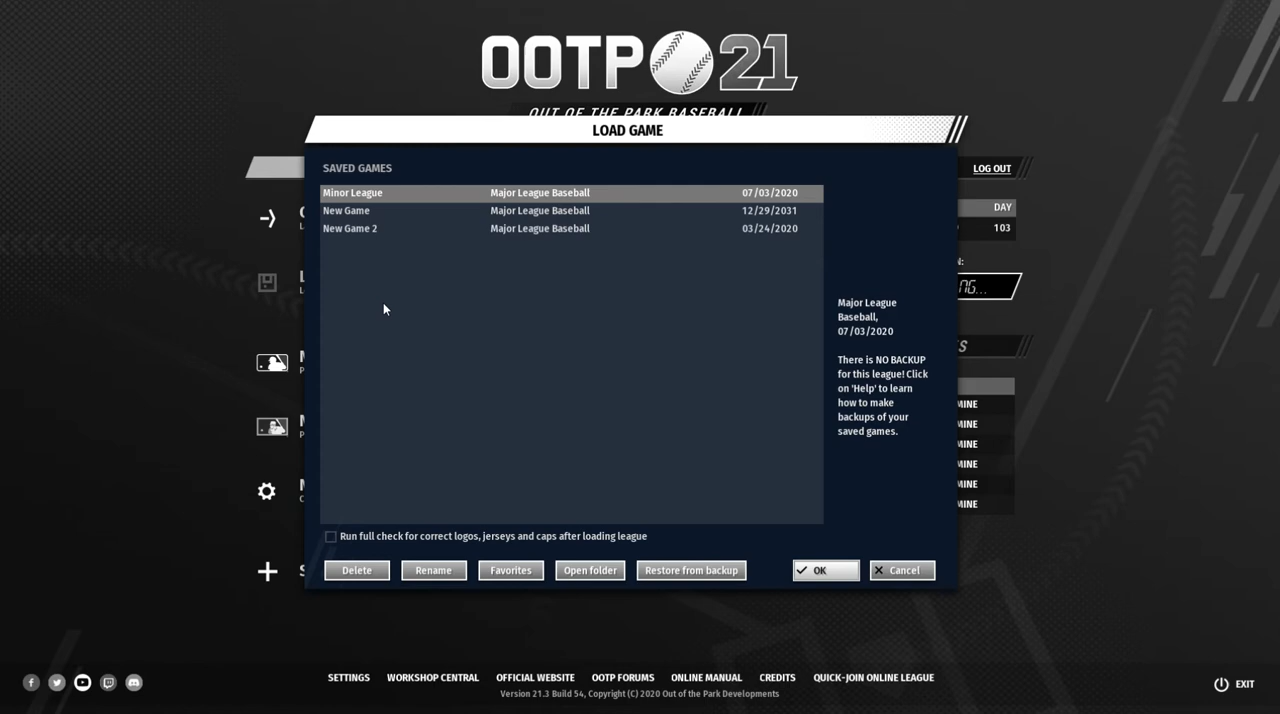 OOTP 21
OUT OF THE PARK BASEBALL
LOAD GAME
SAVED GAMES
LOG OUT
Minor League Major League Baseball 07/03/2020
New Game Major League Baseball 12/29/2031
New Game 2 Major League Baseball 03/24/2020
DAY
103
Major League
Baseball,
07/03/2020
There is NO BACKUP
for this league! Click
on 'Help' to learn
how to make
backups of your
saved games.
MINE
MINE
MINE
MINE
MINE
MINE
Run full check for correct logos, jerseys and caps after loading league
Delete Rename Favorites Open folder Restore from backup OK Cancel
SETTINGS WORKSHOP CENTRAL OFFICIAL WEBSITE OOTP FORUMS ONLINE MANUAL CREDITS QUICK-JOIN ONLINE LEAGUE
Version 21.3 Build 54, Copyright (C) 2020 Out of the Park Developments
EXIT